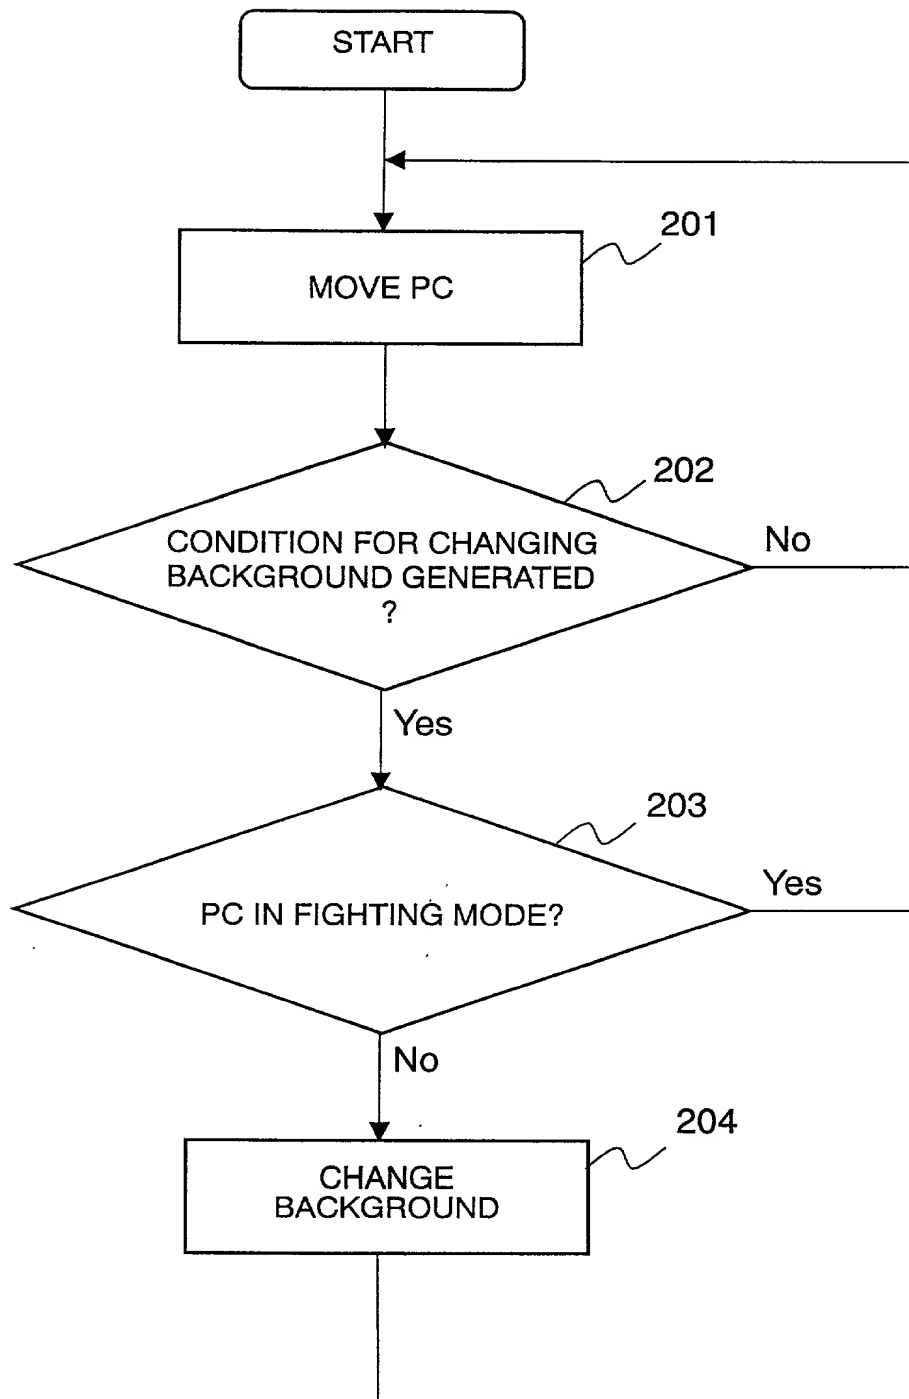 START
201
MOVE PC
202
CONDITION FOR CHANGING
BACKGROUND GENERATED
?
No
Yes
203
PC IN FIGHTING MODE?
Yes
No
204
CHANGE
BACKGROUND